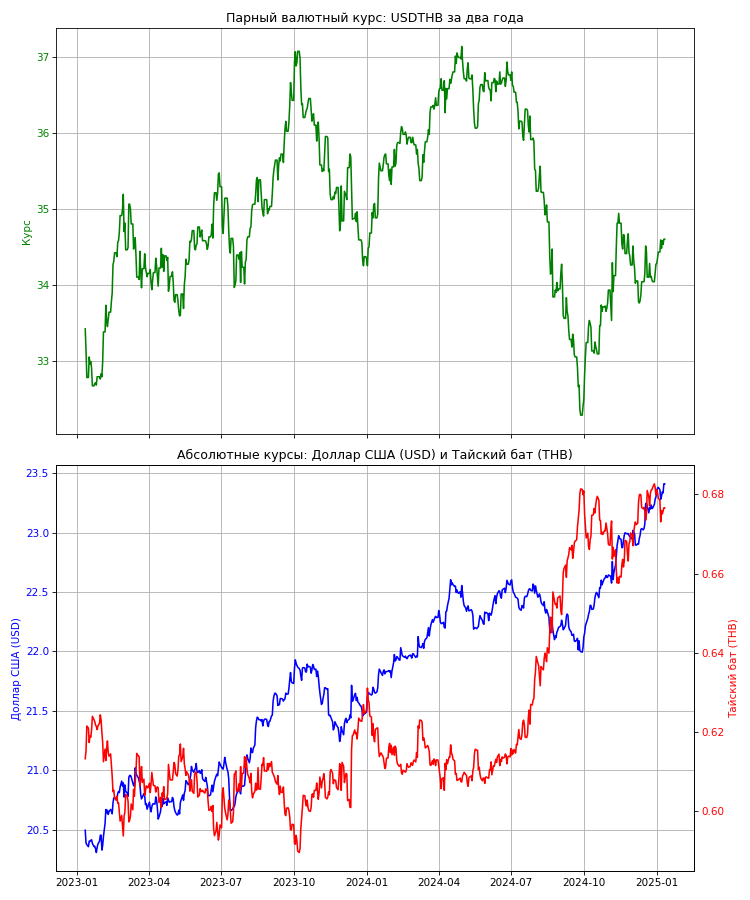 Парный валютный курс: USDTHB за два года
37
36
35
34
33
Курс
Абсолютные курсы: Доллар США (USD) и Тайский бат (THB)
23.5
23.0
22.5
22.0
21.5
21.0
20.5
Доллар США (USD)
0.68
0.66
0.64
0.62
0.60
Тайский бат (THB)
2023-01 2023-04 2023-07 2023-10 2024-01 2024-04 2024-07 2024-10 2025-01